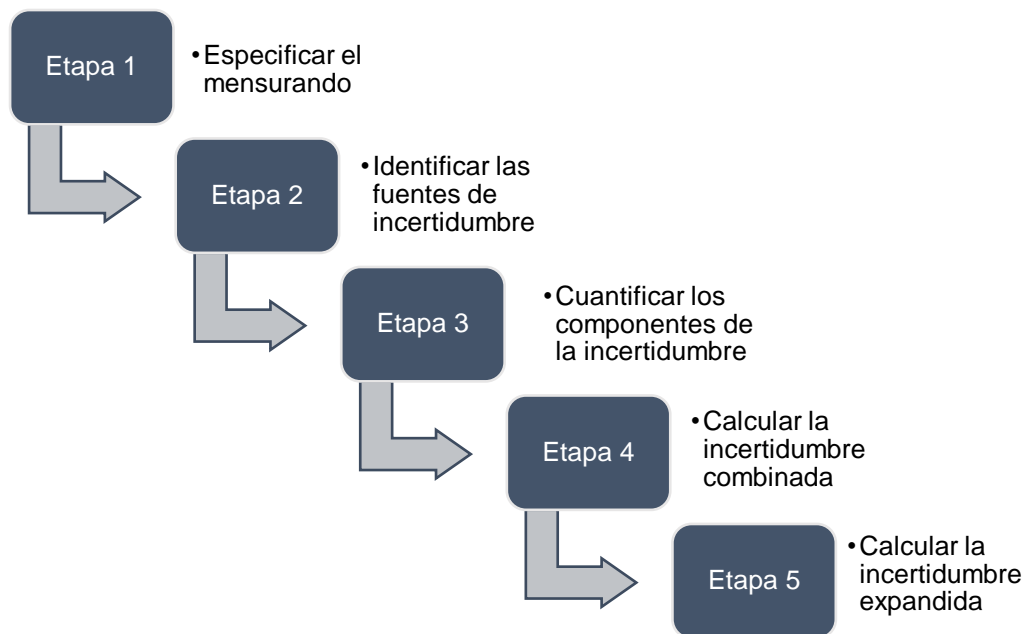 Etapa 1
•Especificar el
mensurando
Etapa 2
•Identificar las
fuentes de
incertidumbre
Etapa 3
•Cuantificar los
componentes de
la incertidumbre
Etapa 4
•Calcular la
incertidumbre
combinada
Etapa 5
•Calcular la
incertidumbre
expandida